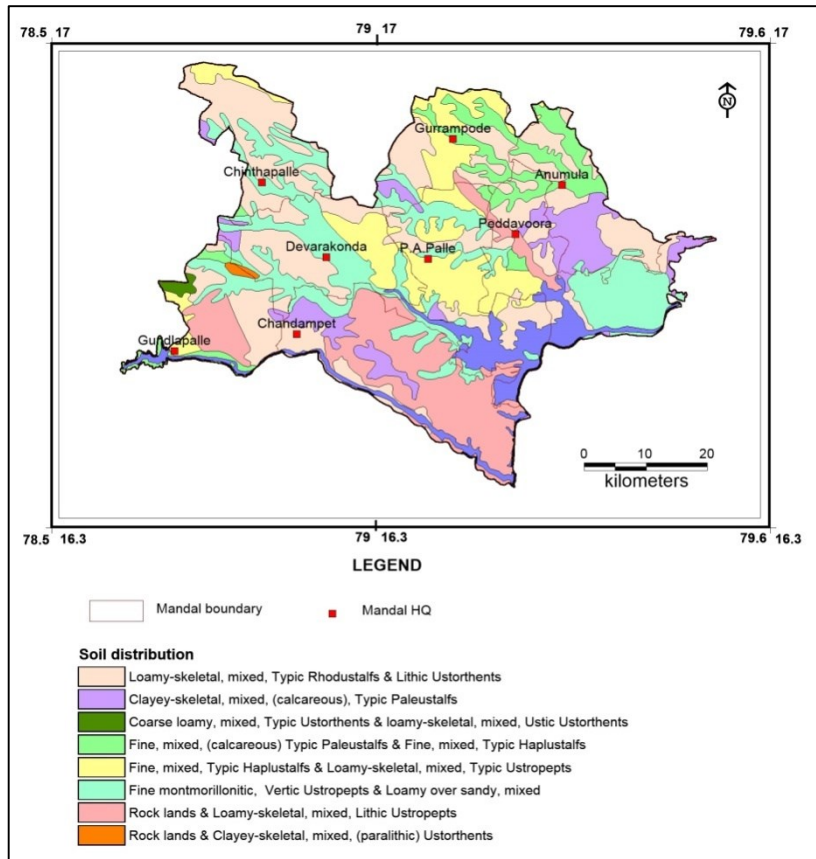 78.5 17
79 17
79.6 17
N
Gurrampode
Chinthapalle
Anumula
Peddavoora
Devarakonda
P.A.Palle
Chandampet
Gundlapalle
0 10 20
kilometers
78.5 16.3
79 16.3
79.6 16.3
LEGEND
Mandal boundary
Mandal HQ
Soil distribution
Loamy-skeletal, mixed, Typic Rhodustalfs & Lithic Ustorthents
Clayey-skeletal, mixed, (calcareous), Typic Paleustalfs
Coarse loamy, mixed, Typic Ustorthents & loamy-skeletal, mixed, Ustic Ustorthents
Fine, mixed, (calcareous) Typic Paleustalfs & Fine, mixed, Typic Haplustalfs
Fine, mixed, Typic Haplustalfs & Loamy-skeletal, mixed, Typic Ustropepts
Fine montmorillonitic, Vertic Ustropepts & Loamy over sandy, mixed
Rock lands & Loamy-skeletal, mixed, Lithic Ustropepts
Rock lands & Clayey-skeletal, mixed, (paralithic) Ustorthents